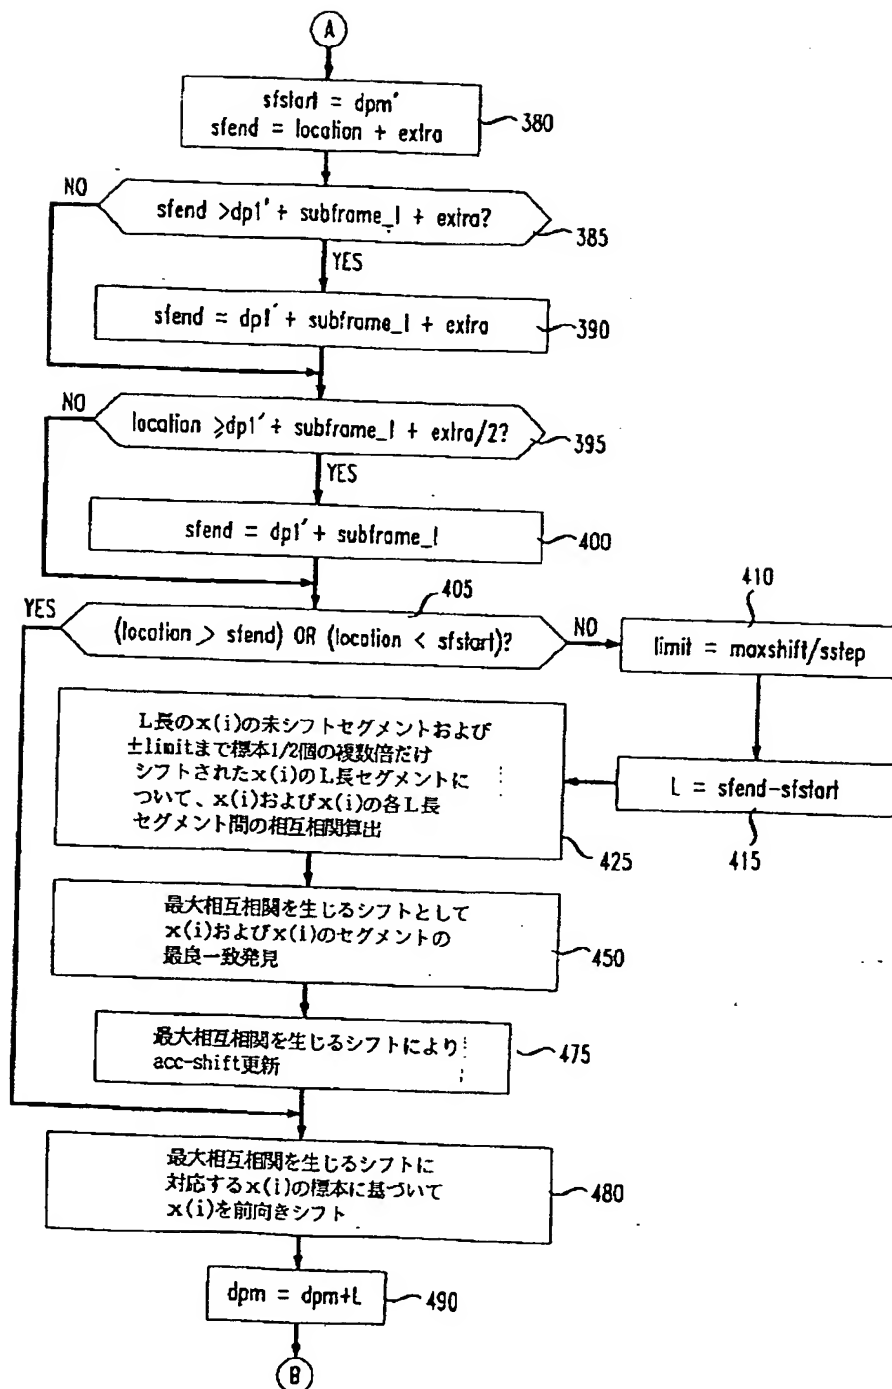 A
sfstart = dpm'
sfend = location + extra
380
NO
sfend >dp1' + subframe_l + extra?
385
YES
sfend = dp1' + subframe_l + extra
390
NO
location ≥dp1' + subframe_l + extra/2?
395
YES
sfend = dp1' + subframe_l
400
405
410
YES
(location > sfend) OR (location < sfstart)?
NO
limit = maxshift/sstep
L長のx(i)の未シフトセグメントおよび
±limitまで標本1/2個の複数倍だけ
シフトされたx(i)のL長セグメントに
ついて、x(i)およびx(i)の各L長
セグメント間の相互相関算出
L = sfend-sfstart
415
425
最大相互相関を生じるシフトとして
x(i)およびx(i)のセグメントの
最良一致発見
450
最大相互相関を生じるシフトにより
acc-shift更新
475
最大相互相関を生じるシフトに
対応するx(i)の標本に基づいて
x(i)を前向きシフト
480
dpm = dpm+L
490
B